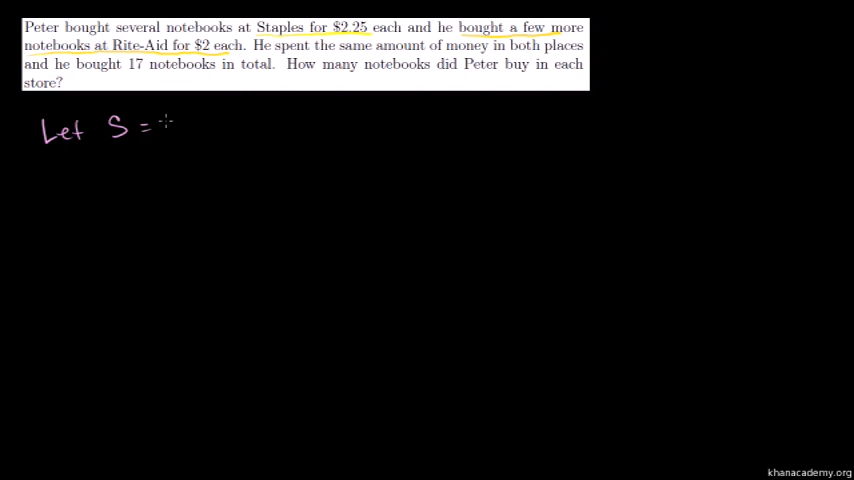 Peter bought several notebooks at Staples for $2.25 each and he bought a few more
notebooks at Rite-Aid for $2 each. He spent the same amount of money in both places
and he bought 17 notebooks in total. How many notebooks did Peter buy in each
store?
Let S =
khanacademy.org